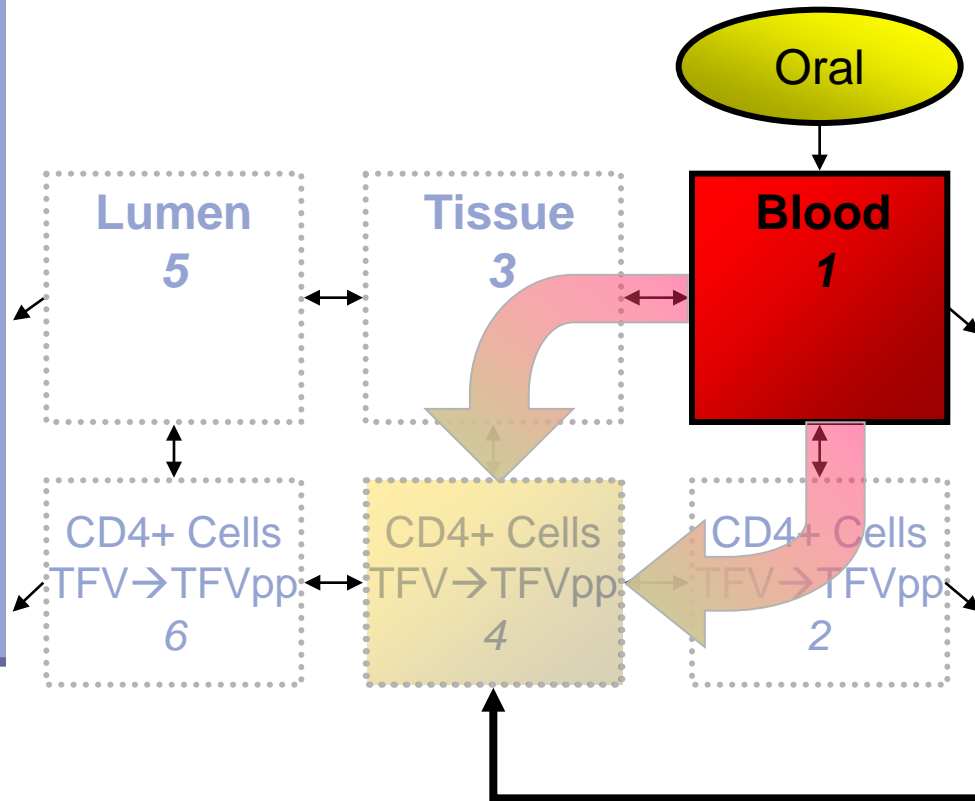 Oral
Lumen
5
Tissue
3
Blood
1
CD4+ Cells
TFV→TFVpp
6
CD4+ Cells
TFV→TFVpp
4
CD4+ Cells
TFV→TFVpp
2